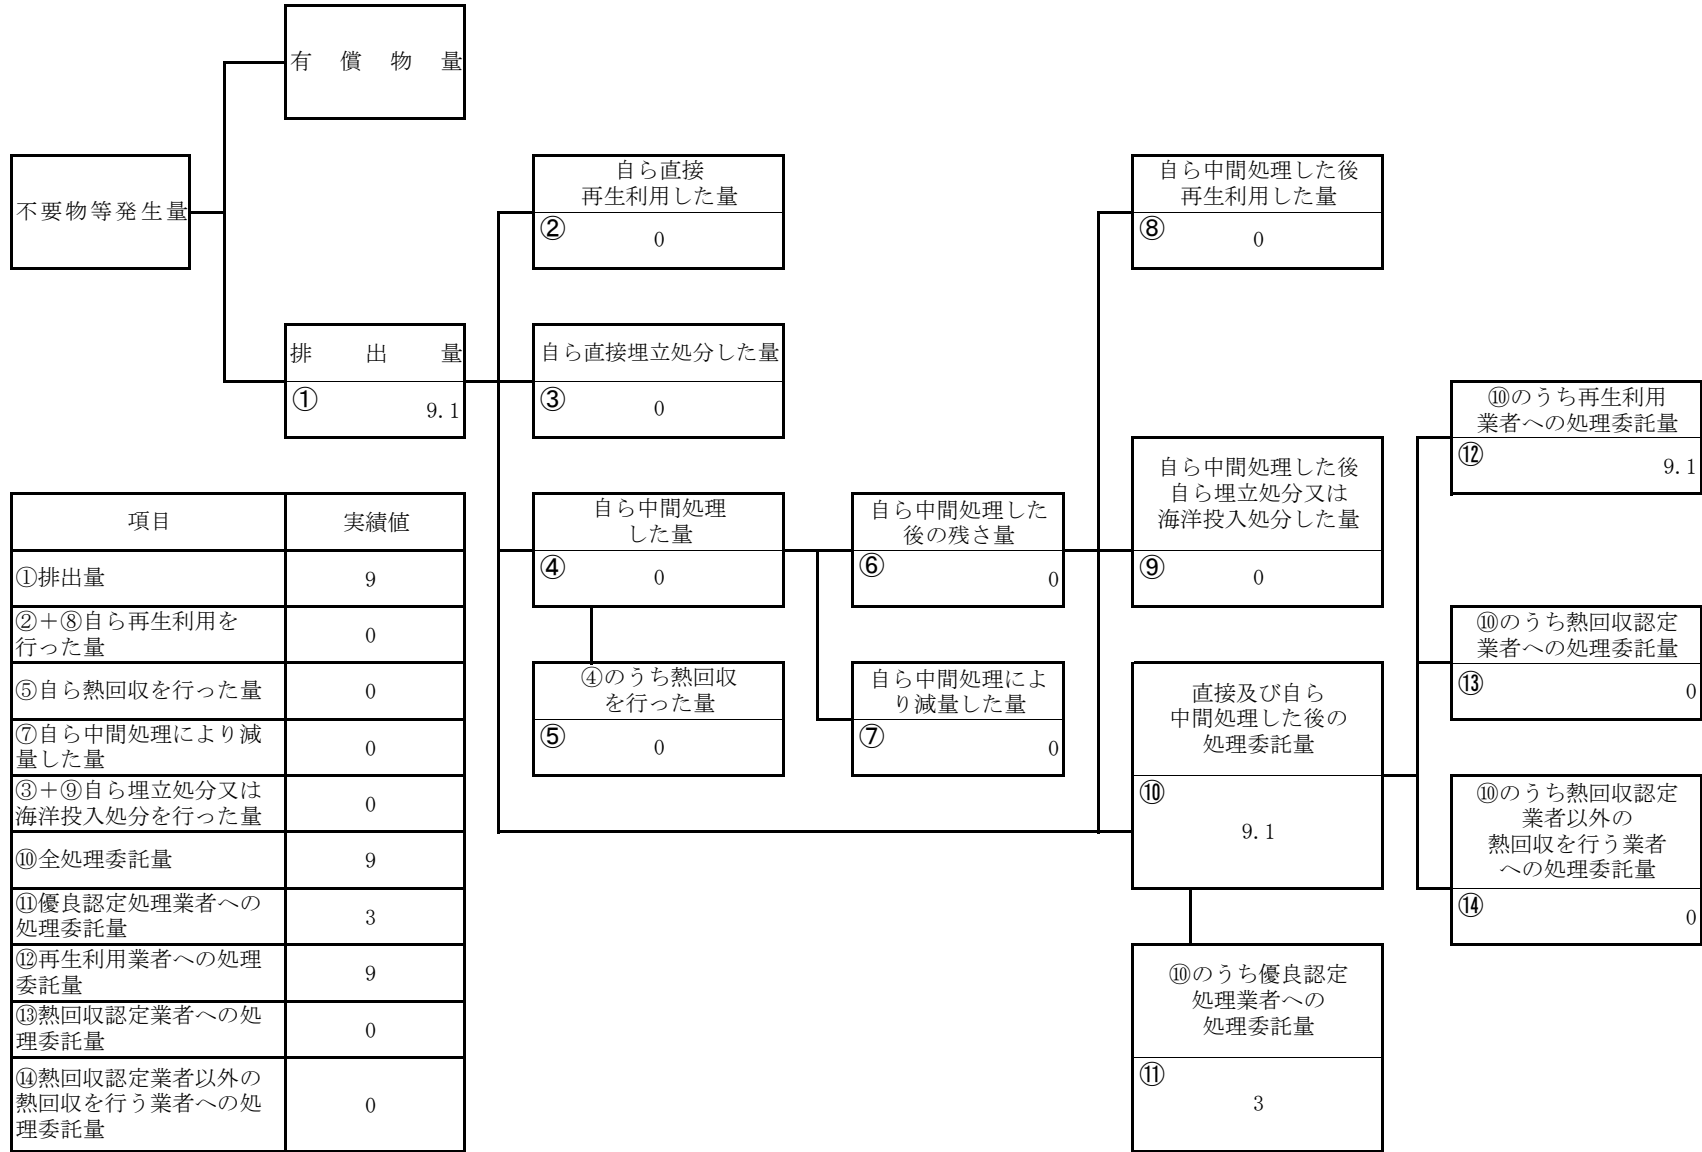 有償物量
不要物等発生量
自ら直接
再生利用した量
②
0
自ら中間処理した後
再生利用した量
⑧
0
排出量
①
9.1
自ら直接埋立処分した量
③
0
⑩のうち再生利用
業者への処理委託量
⑫
9.1
自ら中間処理した後
自ら埋立処分又は
海洋投入処分した量
⑨
0
自ら中間処理
した量
④
0
自ら中間処理した
後の残さ量
⑥
0
⑩のうち熱回収認定
業者への処理委託量
⑬
0
④のうち熱回収
を行った量
⑤
0
自ら中間処理によ
り減量した量
⑦
0
直接及び自ら
中間処理した後の
処理委託量
⑩
9.1
⑩のうち熱回収認定
業者以外の
熱回収を行う業者
への処理委託量
⑭
0
⑩のうち優良認定
処理業者への
処理委託量
⑪
3
項目 実績値
①排出量 9
②＋⑧自ら再生利用を
行った量 0
⑤自ら熱回収を行った量 0
⑦自ら中間処理により減
量した量 0
③＋⑨自ら埋立処分又は
海洋投入処分を行った量 0
⑩全処理委託量 9
⑪優良認定処理業者への
処理委託量 3
⑫再生利用業者への処理
委託量 9
⑬熱回収認定業者への処
理委託量 0
⑭熱回収認定業者以外の
熱回収を行う業者への処
理委託量 0